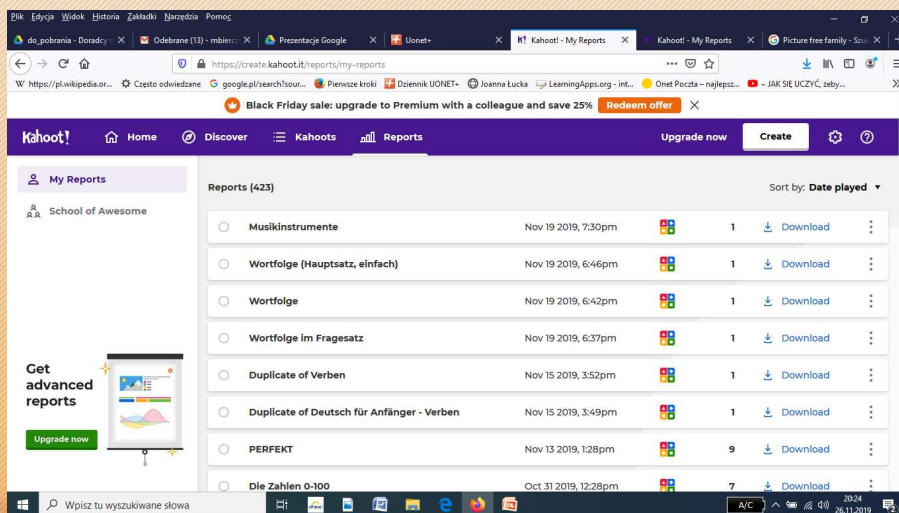 Plik Edycja Widok Historia Zakładki Narzędzia Pomoc
do_pobrania - Doradcy Odebrane (13) - mbiercz Prezentacje Google Uonet+ Kahoot! - My Reports Kahoot! - My Reports Picture free family - Szuk
https://create.kahoot.it/reports/my-reports
https://pl.wikipedia.or... Często odwiedzane google.pl/search?sour... Pierwsze kroki Dziennik UONET+ Joanna Łucka LearningApps.org - int... Onet Poczta – najlepsz... – JAK SIĘ UCZYĆ, żeby...
Black Friday sale: upgrade to Premium with a colleague and save 25% Redeem offer
Kahoot! Home Discover Kahoots Reports Upgrade now Create
My Reports
School of Awesome
Reports (423) Sort by: Date played
Musikinstrumente Nov 19 2019, 7:30pm 1 Download
Wortfolge (Hauptsatz, einfach) Nov 19 2019, 6:46pm 1 Download
Wortfolge Nov 19 2019, 6:42pm 1 Download
Wortfolge im Fragesatz Nov 19 2019, 6:37pm 1 Download
Duplicate of Verben Nov 15 2019, 3:52pm 1 Download
Duplicate of Deutsch für Anfänger - Verben Nov 15 2019, 3:49pm 1 Download
PERFEKT Nov 13 2019, 1:28pm 9 Download
Die Zahlen 0-100 Oct 31 2019, 12:28pm 7 Download
Get
advanced
reports
Upgrade now
Wpisz tu wyszukiwane słowa
A/C 20:24
26.11.2019